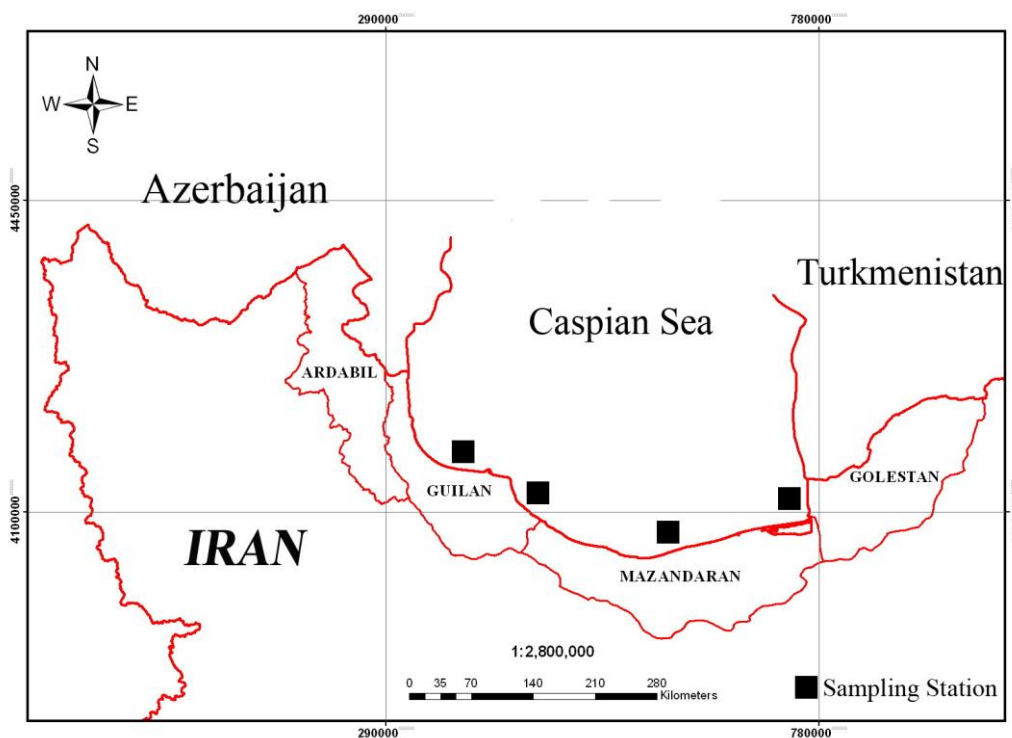 290000 780000
N
W E
S
Azerbaijan
4450000
Turkmenistan
Caspian Sea
ARDABIL
GUILAN
GOLESTAN
4100000
4100000
IRAN
MAZANDARAN
1:2,800,000
0 35 70 140 210 280
Kilometers
Sampling Station
290000 780000